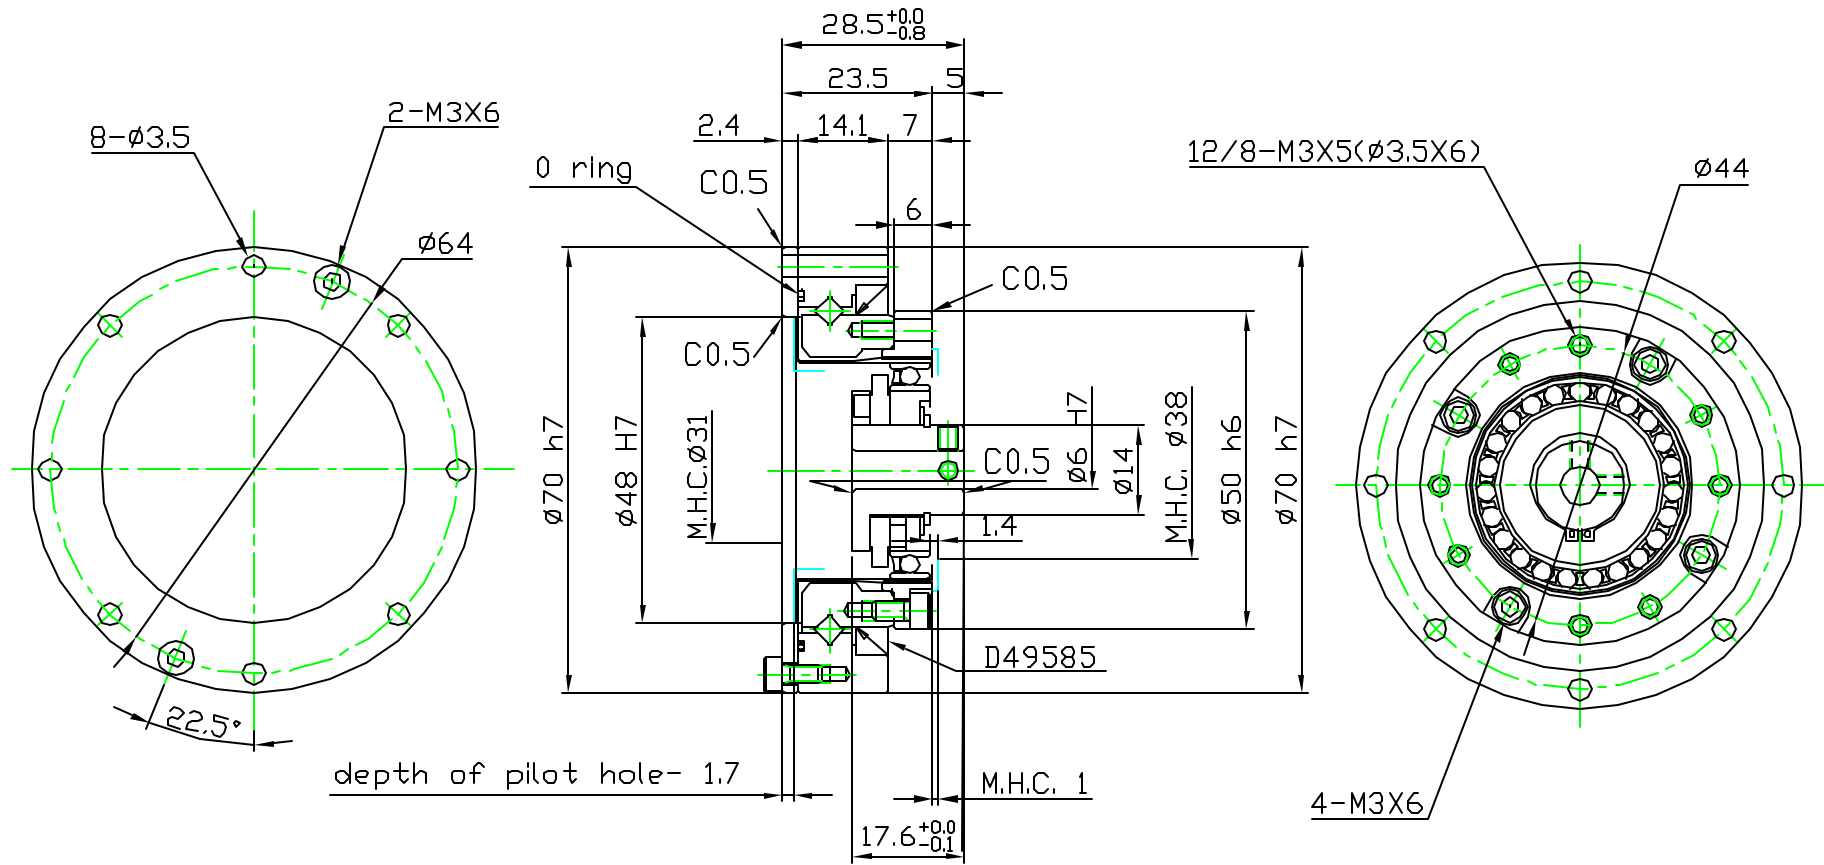 28.5+0.0
-0.8
23.5
5
2.4
14.1
7
2-M3X6
8-Ø3.5
0 ring
C0.5
12/8-M3X5(Ø3.5X6)
Ø44
6
Ø64
C0.5
C0.5
Ø70 h7
Ø48 H7
M.H.C.Ø31
C0.5
Ø6 H7
Ø14
M.H.C. Ø38
Ø50 h6
Ø70 h7
1.4
D49585
22.5°
depth of pilot hole- 1.7
M.H.C. 1
4-M3X6
17.6+0.0
-0.1